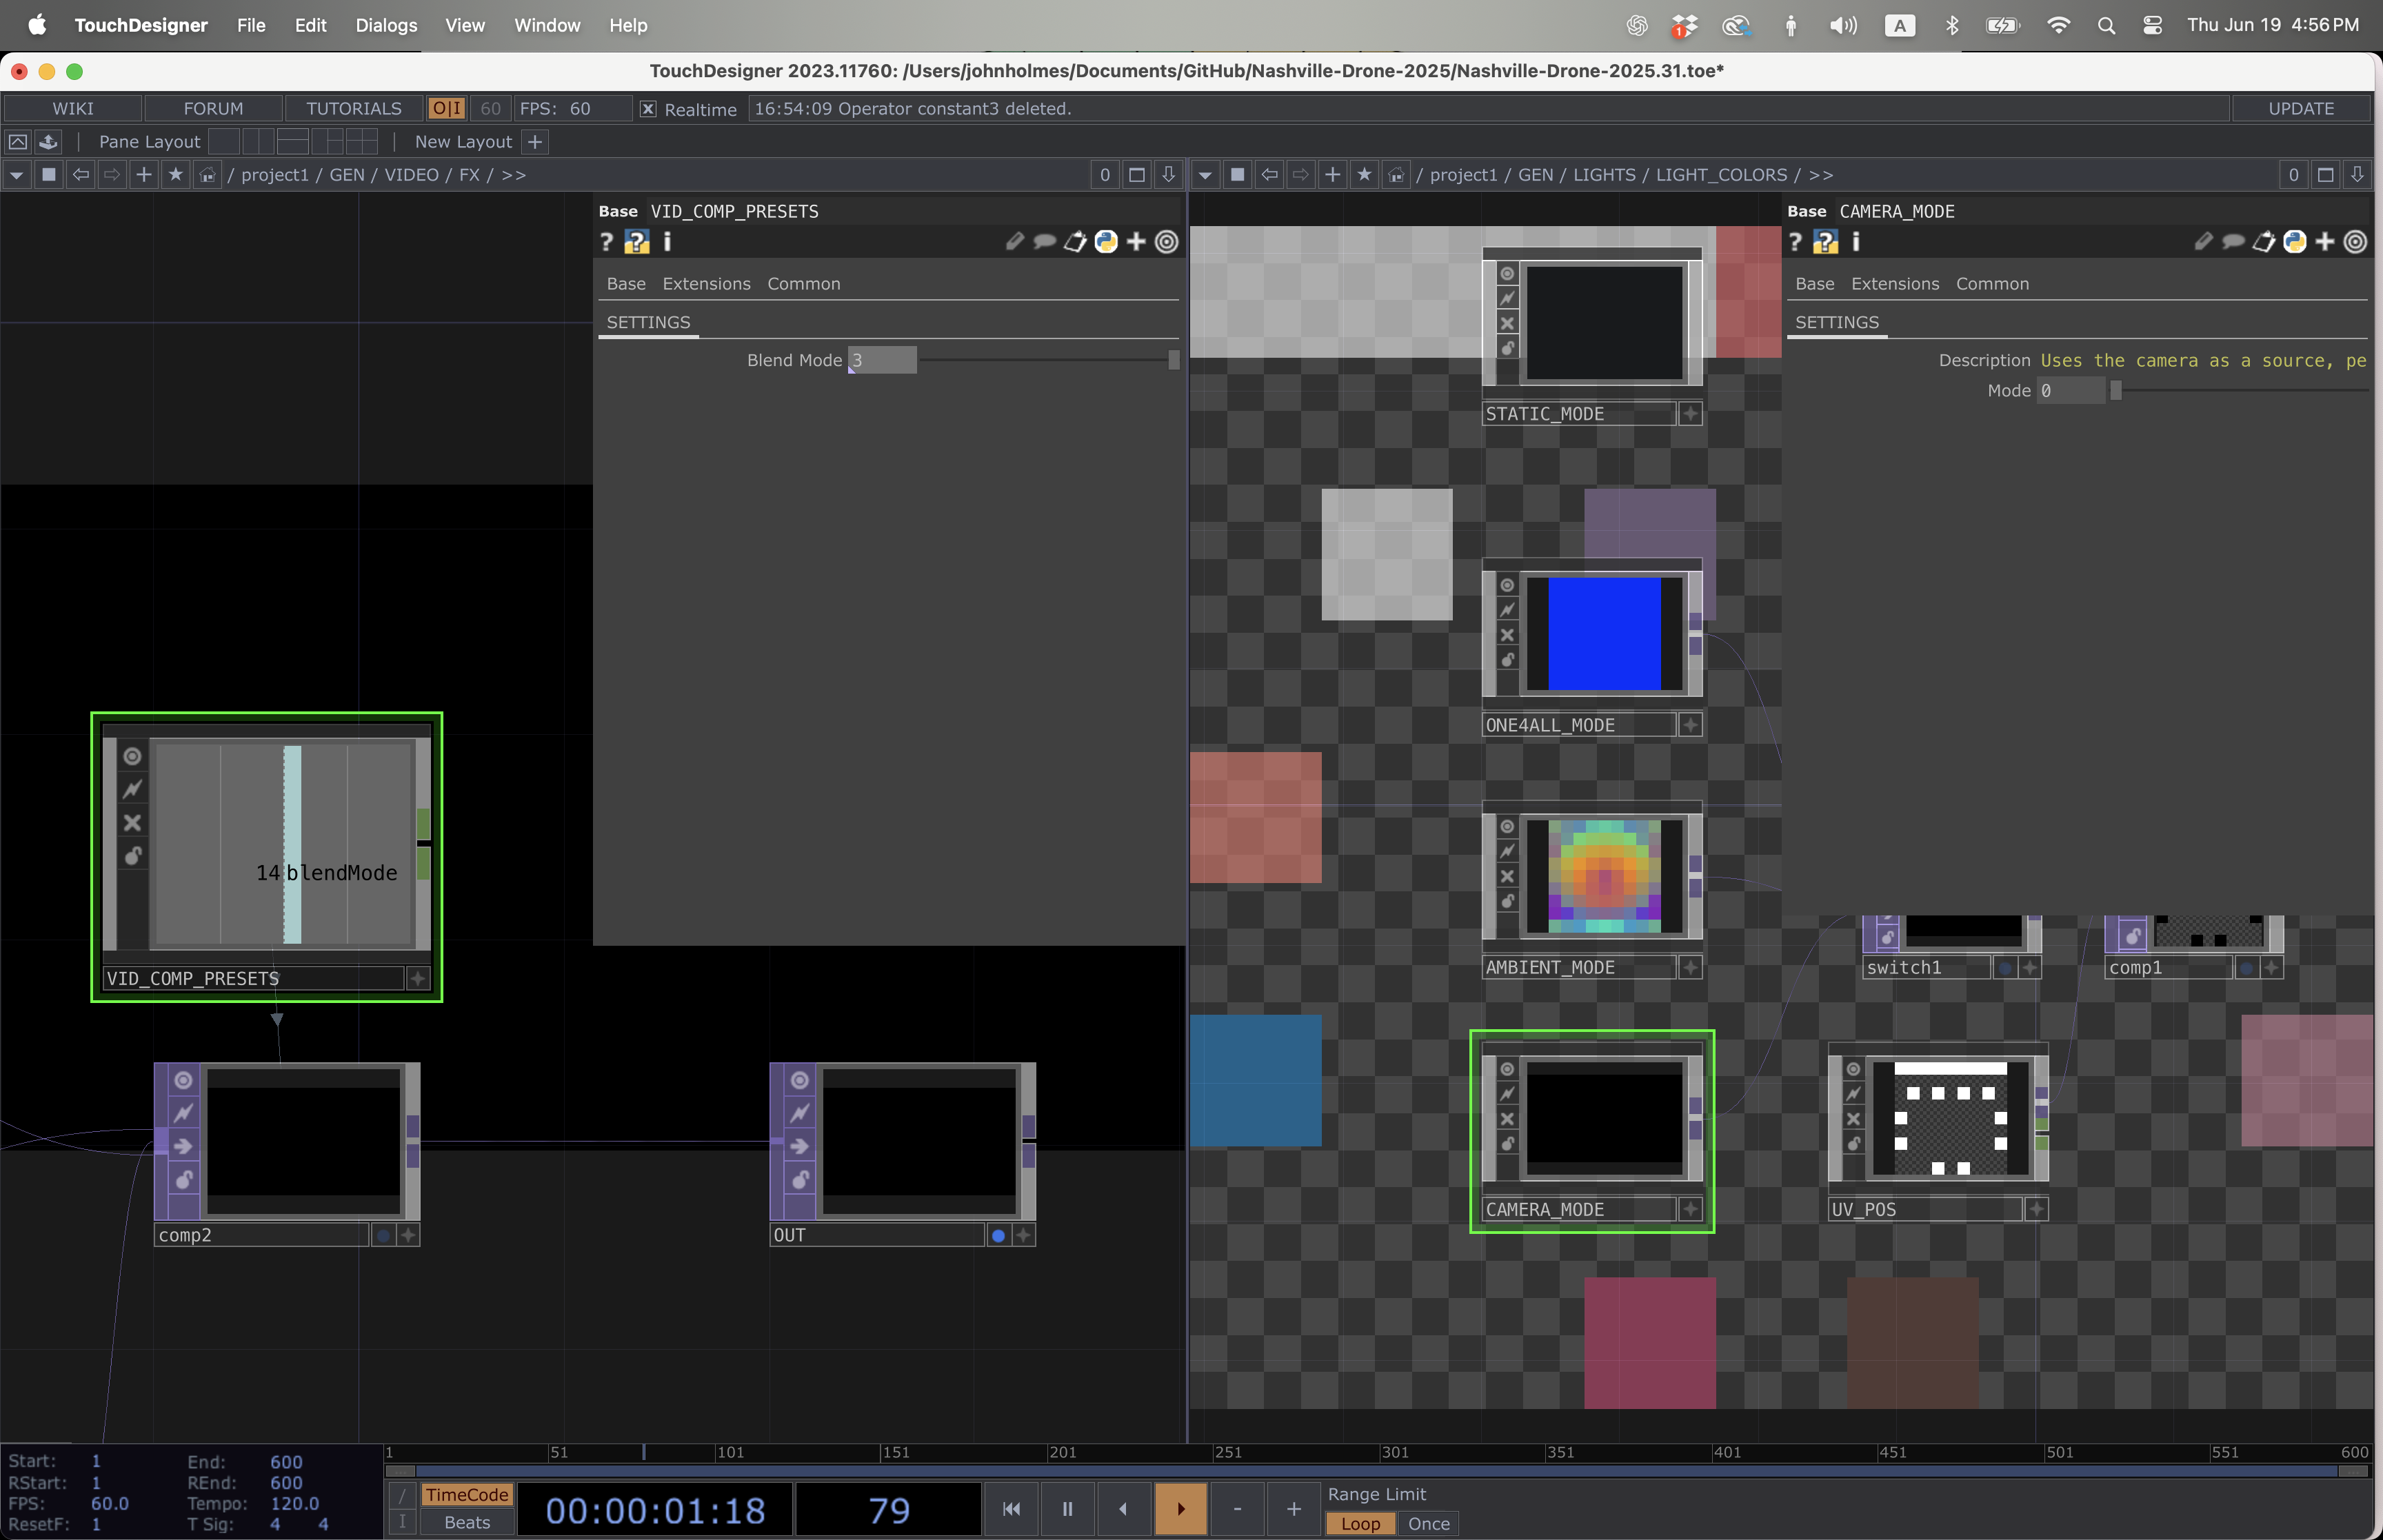 TouchDesigner File Edit Dialogs View Window Help
1 A Thu Jun 19 4:56 PM
TouchDesigner 2023.11760: /Users/johnholmes/Documents/GitHub/Nashville-Drone-2025/Nashville-Drone-2025.31.toe*
WIKI FORUM TUTORIALS O|I 60 FPS: 60 Realtime 16:54:09 Operator constant3 deleted. UPDATE
Pane Layout New Layout +
/ project1 / GEN / VIDEO / FX / >> 0
/ project1 / GEN / LIGHTS / LIGHT_COLORS / >> 0
Base VID_COMP_PRESETS
Base Extensions Common
SETTINGS
Blend Mode 3
14 blendMode
VID_COMP_PRESETS
comp2
OUT
Base CAMERA_MODE
Base Extensions Common
SETTINGS
Description Uses the camera as a source, pe
Mode 0
STATIC_MODE
ONE4ALL_MODE
AMBIENT_MODE
switch1
comp1
CAMERA_MODE
UV_POS
1 51 101 151 201 251 301 351 401 451 501 551 600
Start: 1 End: 600
RStart: 1 REnd: 600
FPS: 60.0 Tempo: 120.0
ResetF: 1 T Sig: 4 4
TimeCode
Beats
00:00:01:18
79
- +
Range Limit
Loop Once